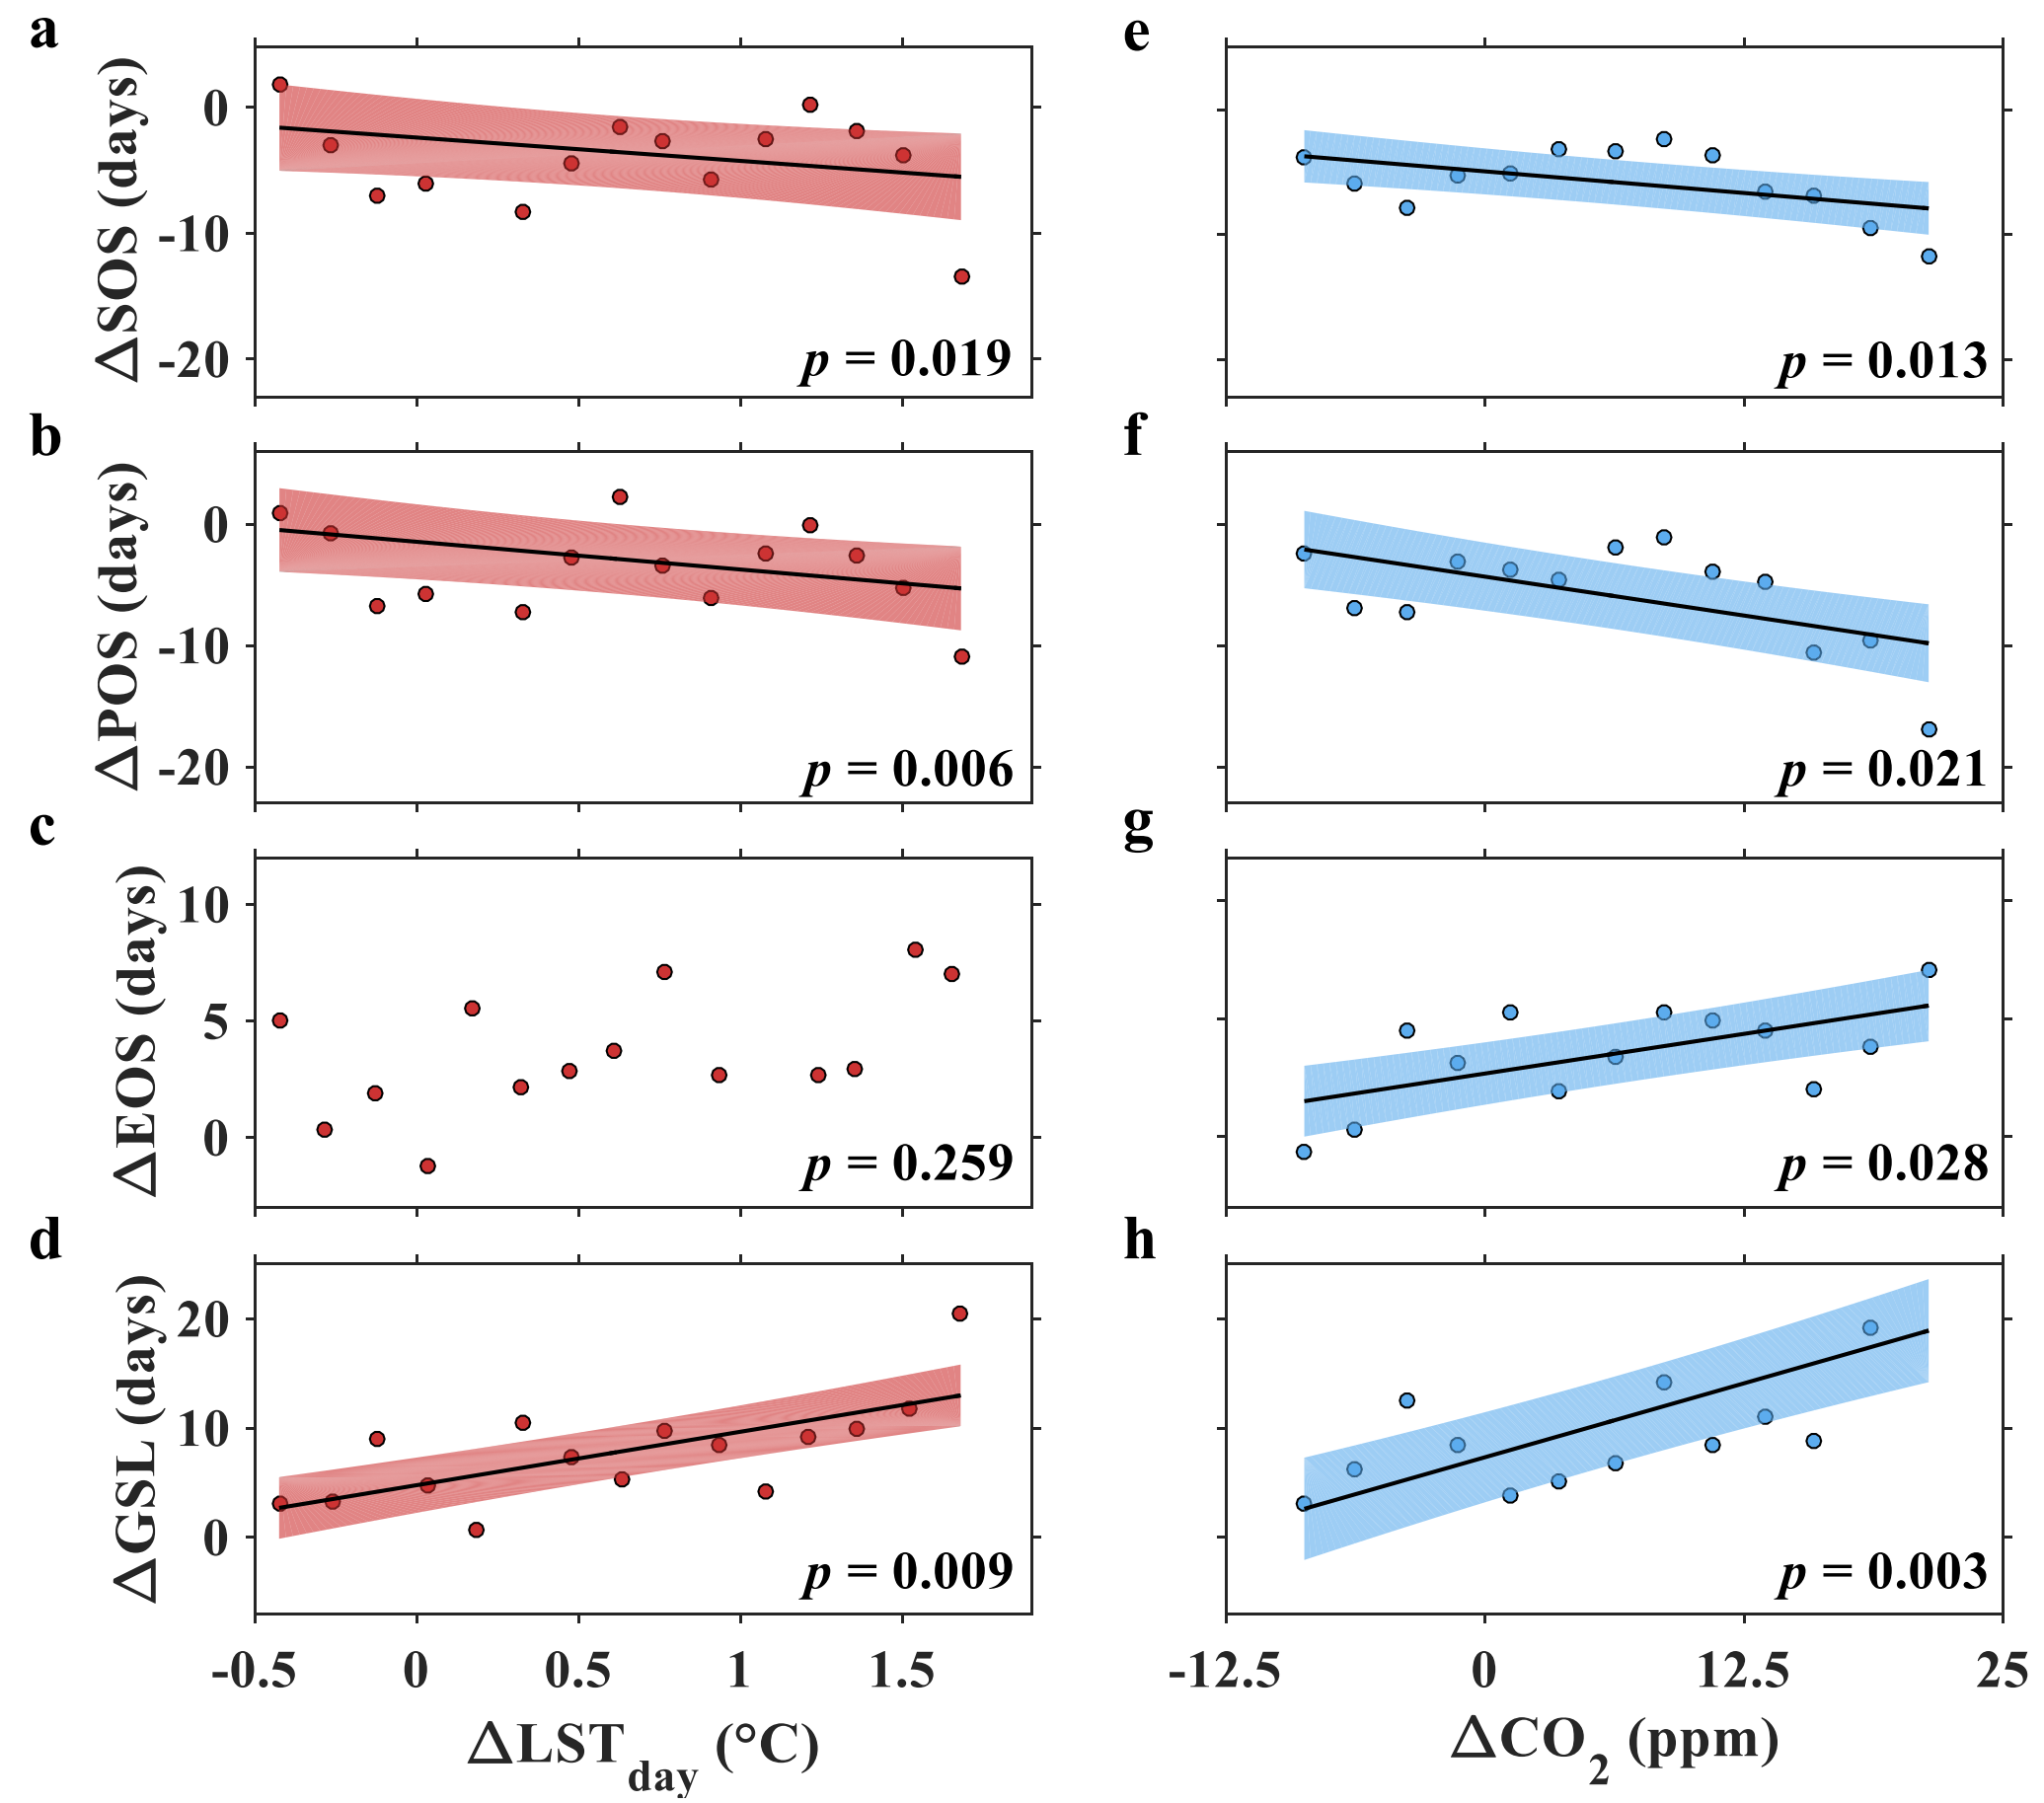 a
ΔSOS (days)
0
-10
-20
p = 0.019
e
p = 0.013
b
ΔPOS (days)
0
-10
-20
p = 0.006
f
p = 0.021
c
ΔEOS (days)
10
5
0
p = 0.259
g
p = 0.028
d
ΔGSL (days)
20
10
0
p = 0.009
h
p = 0.003
-0.5 0 0.5 1 1.5
ΔLST_day (°C)
-12.5 0 12.5 25
ΔCO₂ (ppm)